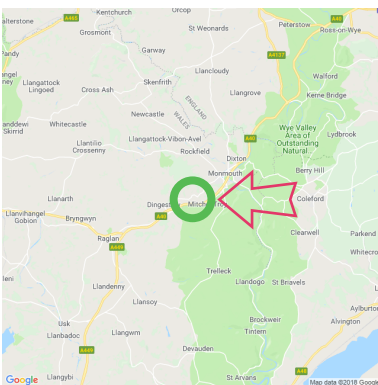 Kentchurch
Orcop
A465
Grosmont
St Weonards
Peterstow
A40
Ross-on-Wye
Pandy
Garway
A4137
Llangattock
Lingoed
Cross Ash
Skenfrith
Llancloudy
Walford
Llangrove
Kerne Bridge
ENGLAND
WALES
Newcastle
Whitecastle
Wye Valley
Area of
Outstanding
Natural...
Lydbrook
Llantilio
Crossenny
Llangattock-Vibon-Avel
A40
Rockfield
Dixton
Monmouth
Berry Hill
Llanarth
Coleford
Llanvihangel
Gobion
Bryngwyn
A40
Raglan
A449
Clearwell
Parkend
Trelleck
Llandogo
St Briavels
Llandenny
Llansoy
Usk
Llanbadoc
Llangwm
Brockweir
Tintern
Alvington
A449
Devauden
Llangybi
A48
St Arvans
Google
Map data ©2018 Google